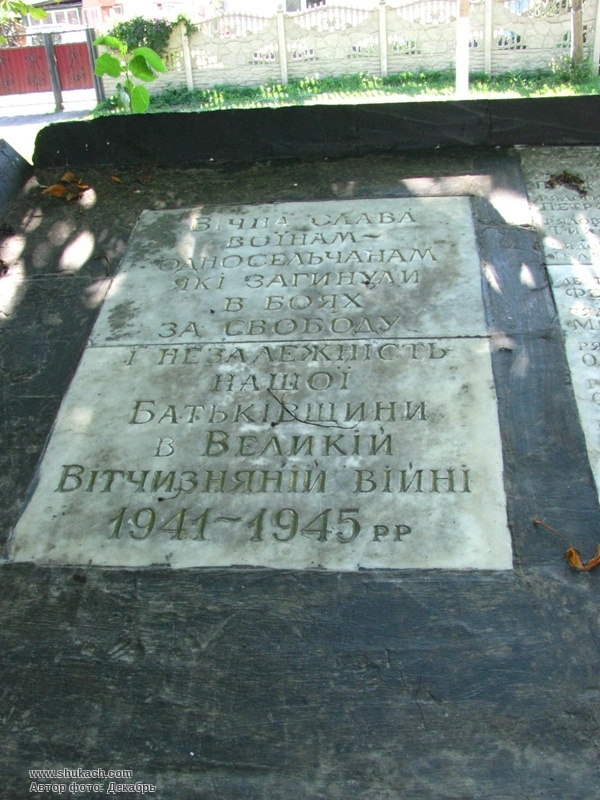 Вічна слава
воїнам-
односельчанам
які загинули
в боях
за свободу
і незалежність
нашої
Батьківщини
в Великій
Вітчизняній війні
1941-1945 рр
www.shukach.com
Автор фото: Декабрь